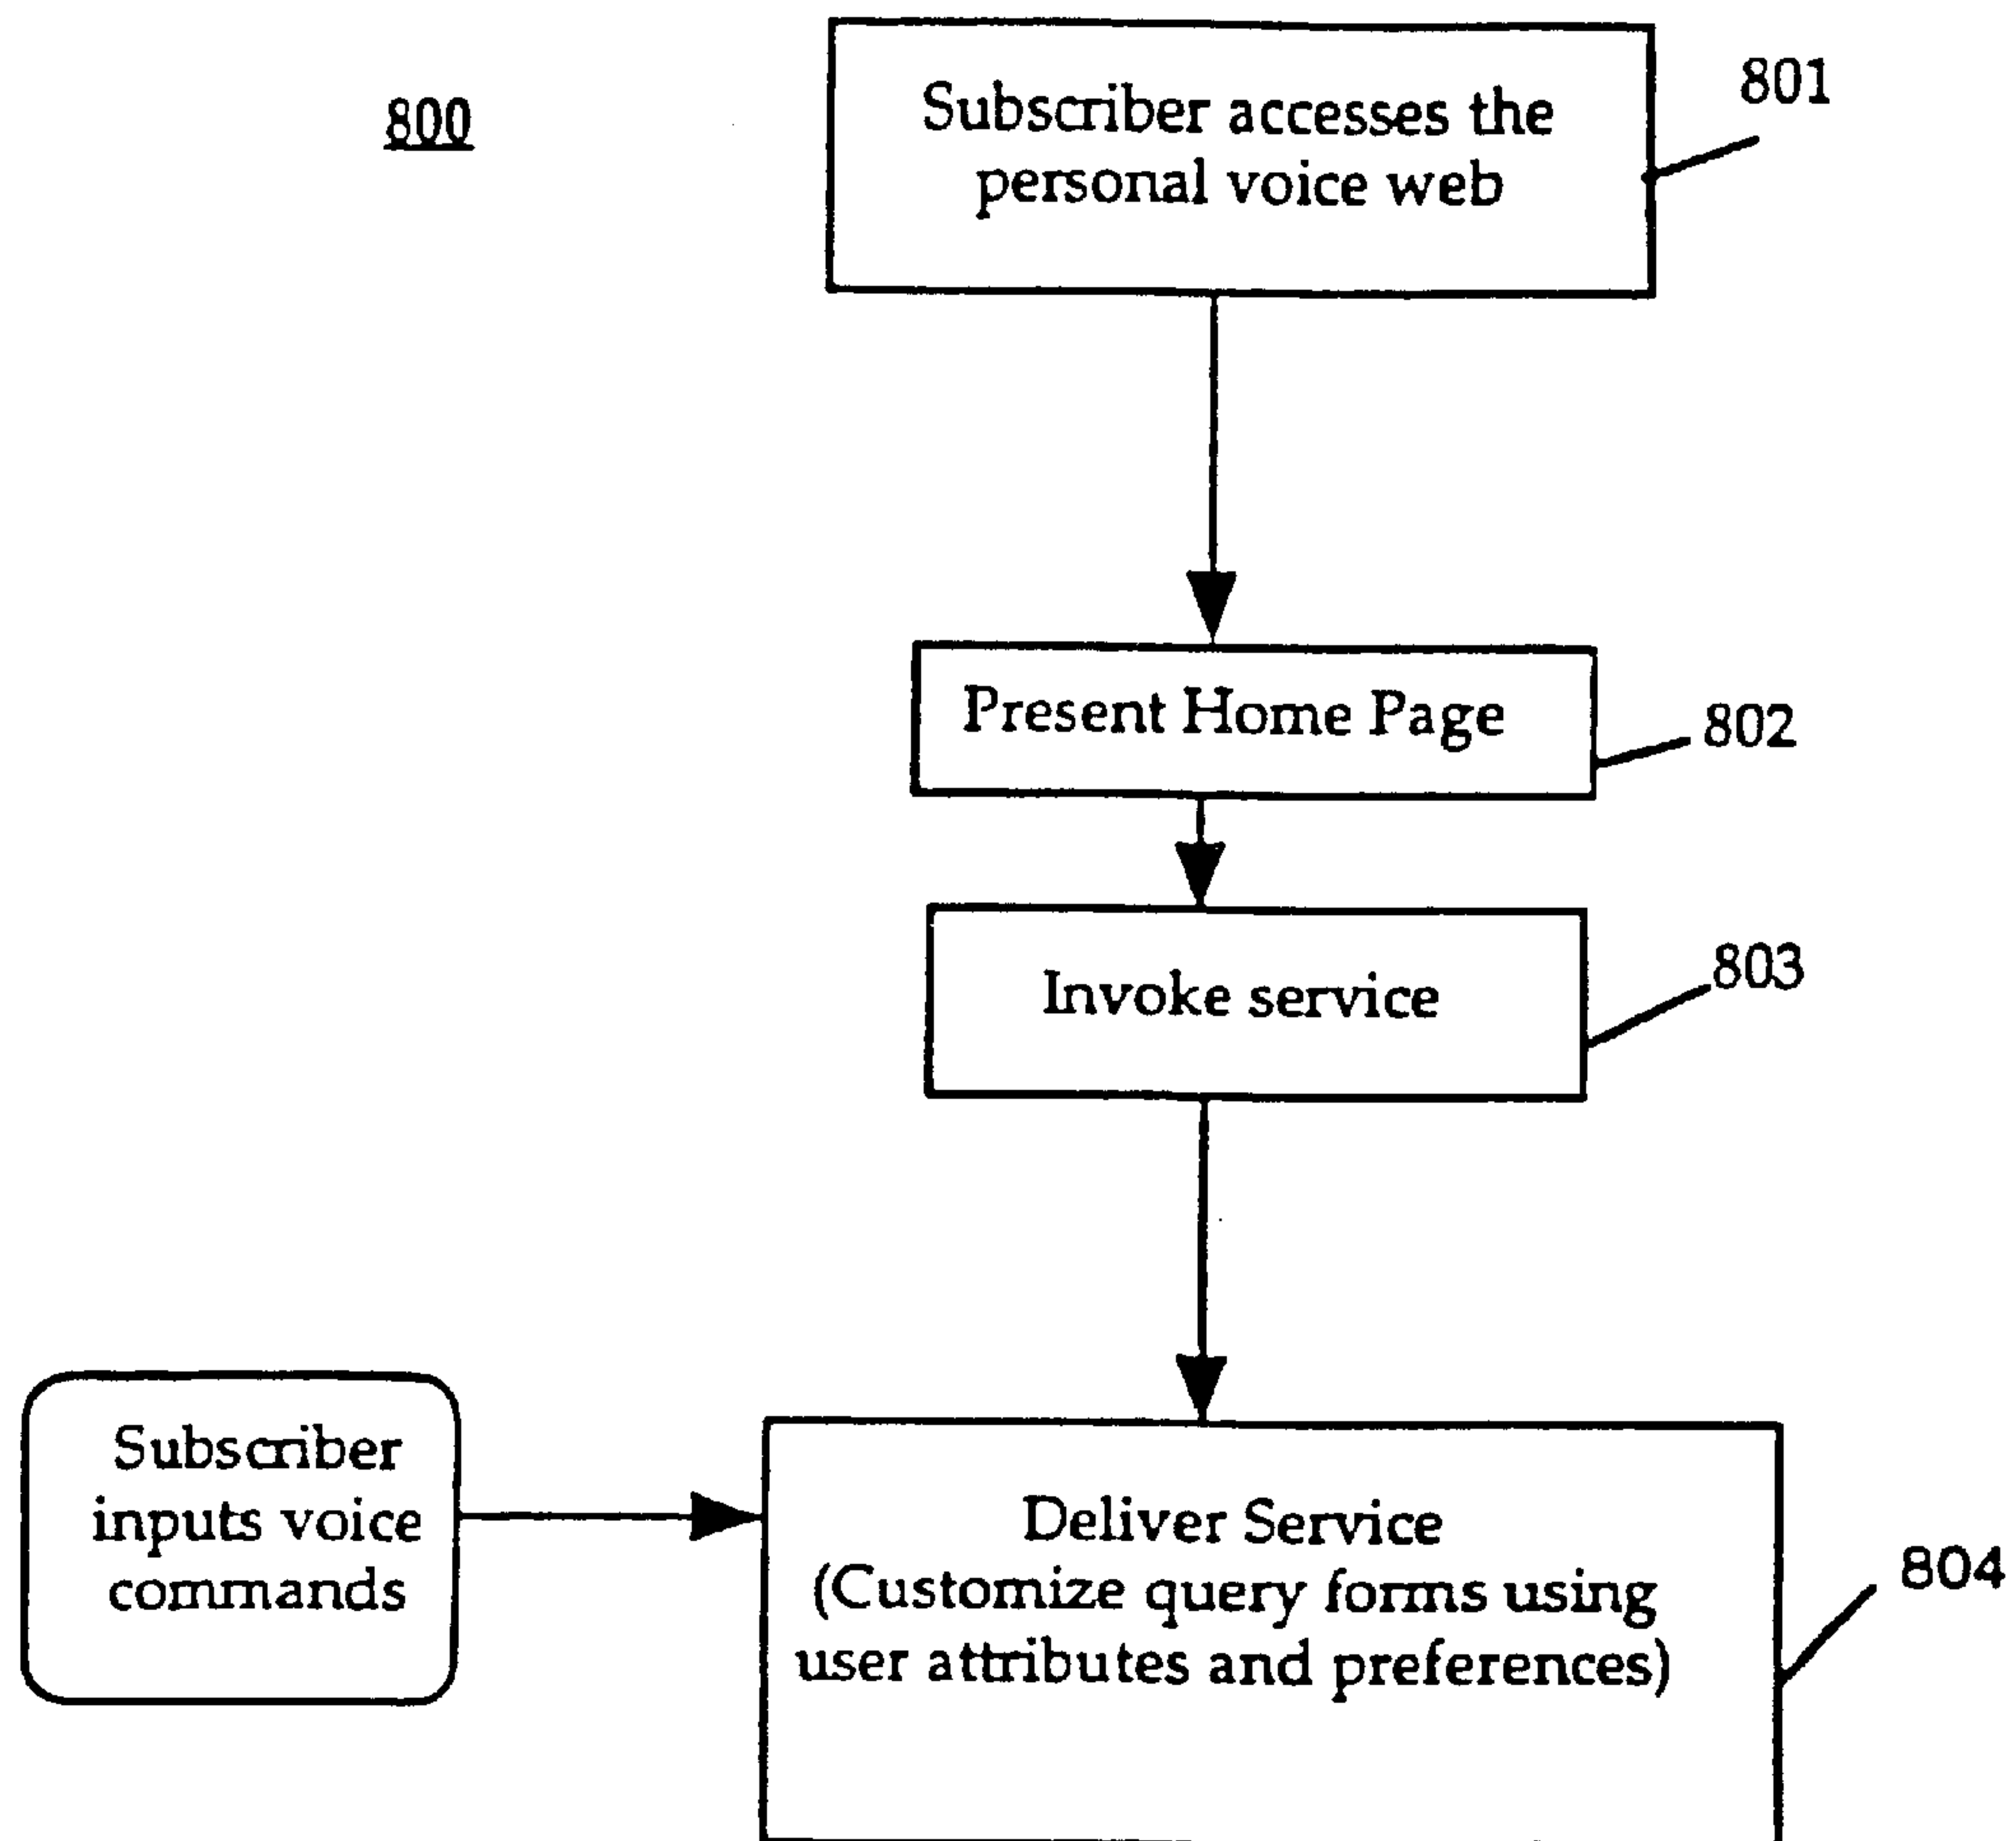 800
Subscriber accesses the
personal voice web
801
Present Home Page
802
Invoke service
803
Subscriber
inputs voice
commands
Deliver Service
(Customize query forms using
user attributes and preferences)
804